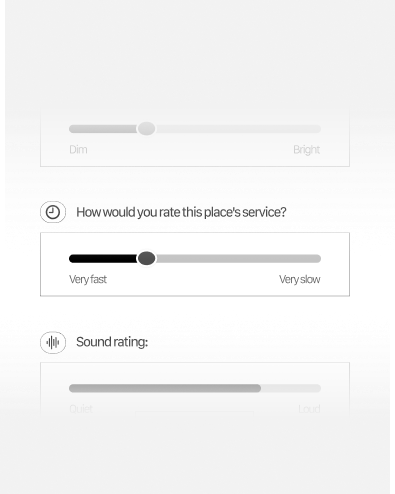 Dim
Bright
How would you rate this place's service?
Very fast
Very slow
Sound rating:
Quiet
Loud